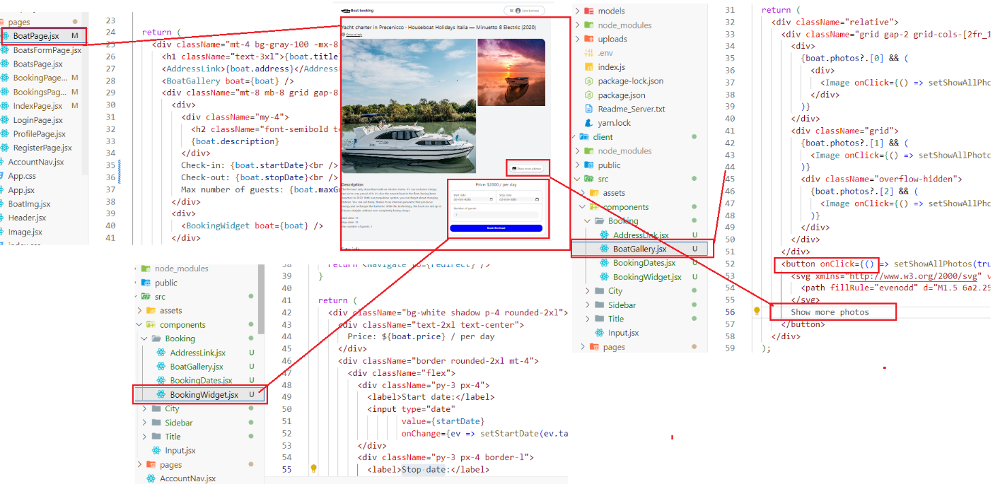 pages
BoatPage.jsx M
BoatsFormPage.jsx
BoatsPage.jsx
BookingPage... M
BookingsPag... M
IndexPage.jsx M
LoginPage.jsx
ProfilePage.jsx
RegisterPage.jsx
AccountNav.jsx
App.css
App.jsx
BoatImg.jsx
Header.jsx
Image.jsx
23
24 return (
25 <div className="mt-4 bg-gray-100 -mx-8
26 <h1 className="text-3xl">{boat.title
27 <AddressLink>{boat.address}</AddressL
28 <BoatGallery boat={boat} />
29 <div className="mt-8 mb-8 grid gap-8
30 <div>
31 <div className="my-4">
32 <h2 className="font-semibold te
33 {boat.description}
34 </div>
35 Check-in: {boat.startDate}<br />
36 Check-out: {boat.stopDate}<br />
37 Max number of guests: {boat.maxGu
38 </div>
39 <div>
40 <BookingWidget boat={boat} />
41 </div>
Boat booking
Yacht charter in Precenicco - Houseboat Holidays Italia — Minuetto 8 Electric (2020)
Show more photos
Description
Price: $2000 / per day
Start date
Stop date
Number of guests:
Book this boat
models
node_modules
uploads
.env
index.js
package-lock.json
package.json
Readme_Server.txt
yarn.lock
client
node_modules
public
src
assets
components
Booking
AddressLink.jsx U
BoatGallery.jsx U
BookingDates.jsx U
BookingWidget.jsx U
City
Sidebar
Title
Input.jsx
pages
31 return (
32 <div className="relative">
33 <div className="grid gap-2 grid-cols-[2fr_1
34 <div>
35 {boat.photos?.[0] && (
36 <div>
37 <Image onClick={() => setShowAllPho
38 </div>
39 )}
40 </div>
41 <div className="grid">
42 {boat.photos?.[1] && (
43 <Image onClick={() => setShowAllPhoto
44 )}
45 <div className="overflow-hidden">
46 {boat.photos?.[2] && (
47 <Image onClick={() => setShowAllPho
48 )}
49 </div>
50 </div>
51 </div>
52 <button onClick={() => setShowAllPhotos(tru
53 <svg xmlns="http://www.w3.org/2000/svg" v
54 <path fillRule="evenodd" d="M1.5 6a2.25
55 </svg>
56 Show more photos
57 </button>
58 </div>
59 );
node_modules
public
src
assets
components
Booking
AddressLink.jsx U
BoatGallery.jsx U
BookingDates.jsx U
BookingWidget.jsx U
City
Sidebar
Title
Input.jsx
pages
AccountNav.jsx
38 return <Navigate to={redirect} />
39 }
40
41 return (
42 <div className="bg-white shadow p-4 rounded-2xl">
43 <div className="text-2xl text-center">
44 Price: ${boat.price} / per day
45 </div>
46 <div className="border rounded-2xl mt-4">
47 <div className="flex">
48 <div className="py-3 px-4">
49 <label>Start date:</label>
50 <input type="date"
51 value={startDate}
52 onChange={ev => setStartDate(ev.ta
53 </div>
54 <div className="py-3 px-4 border-l">
55 <label>Stop date:</label>